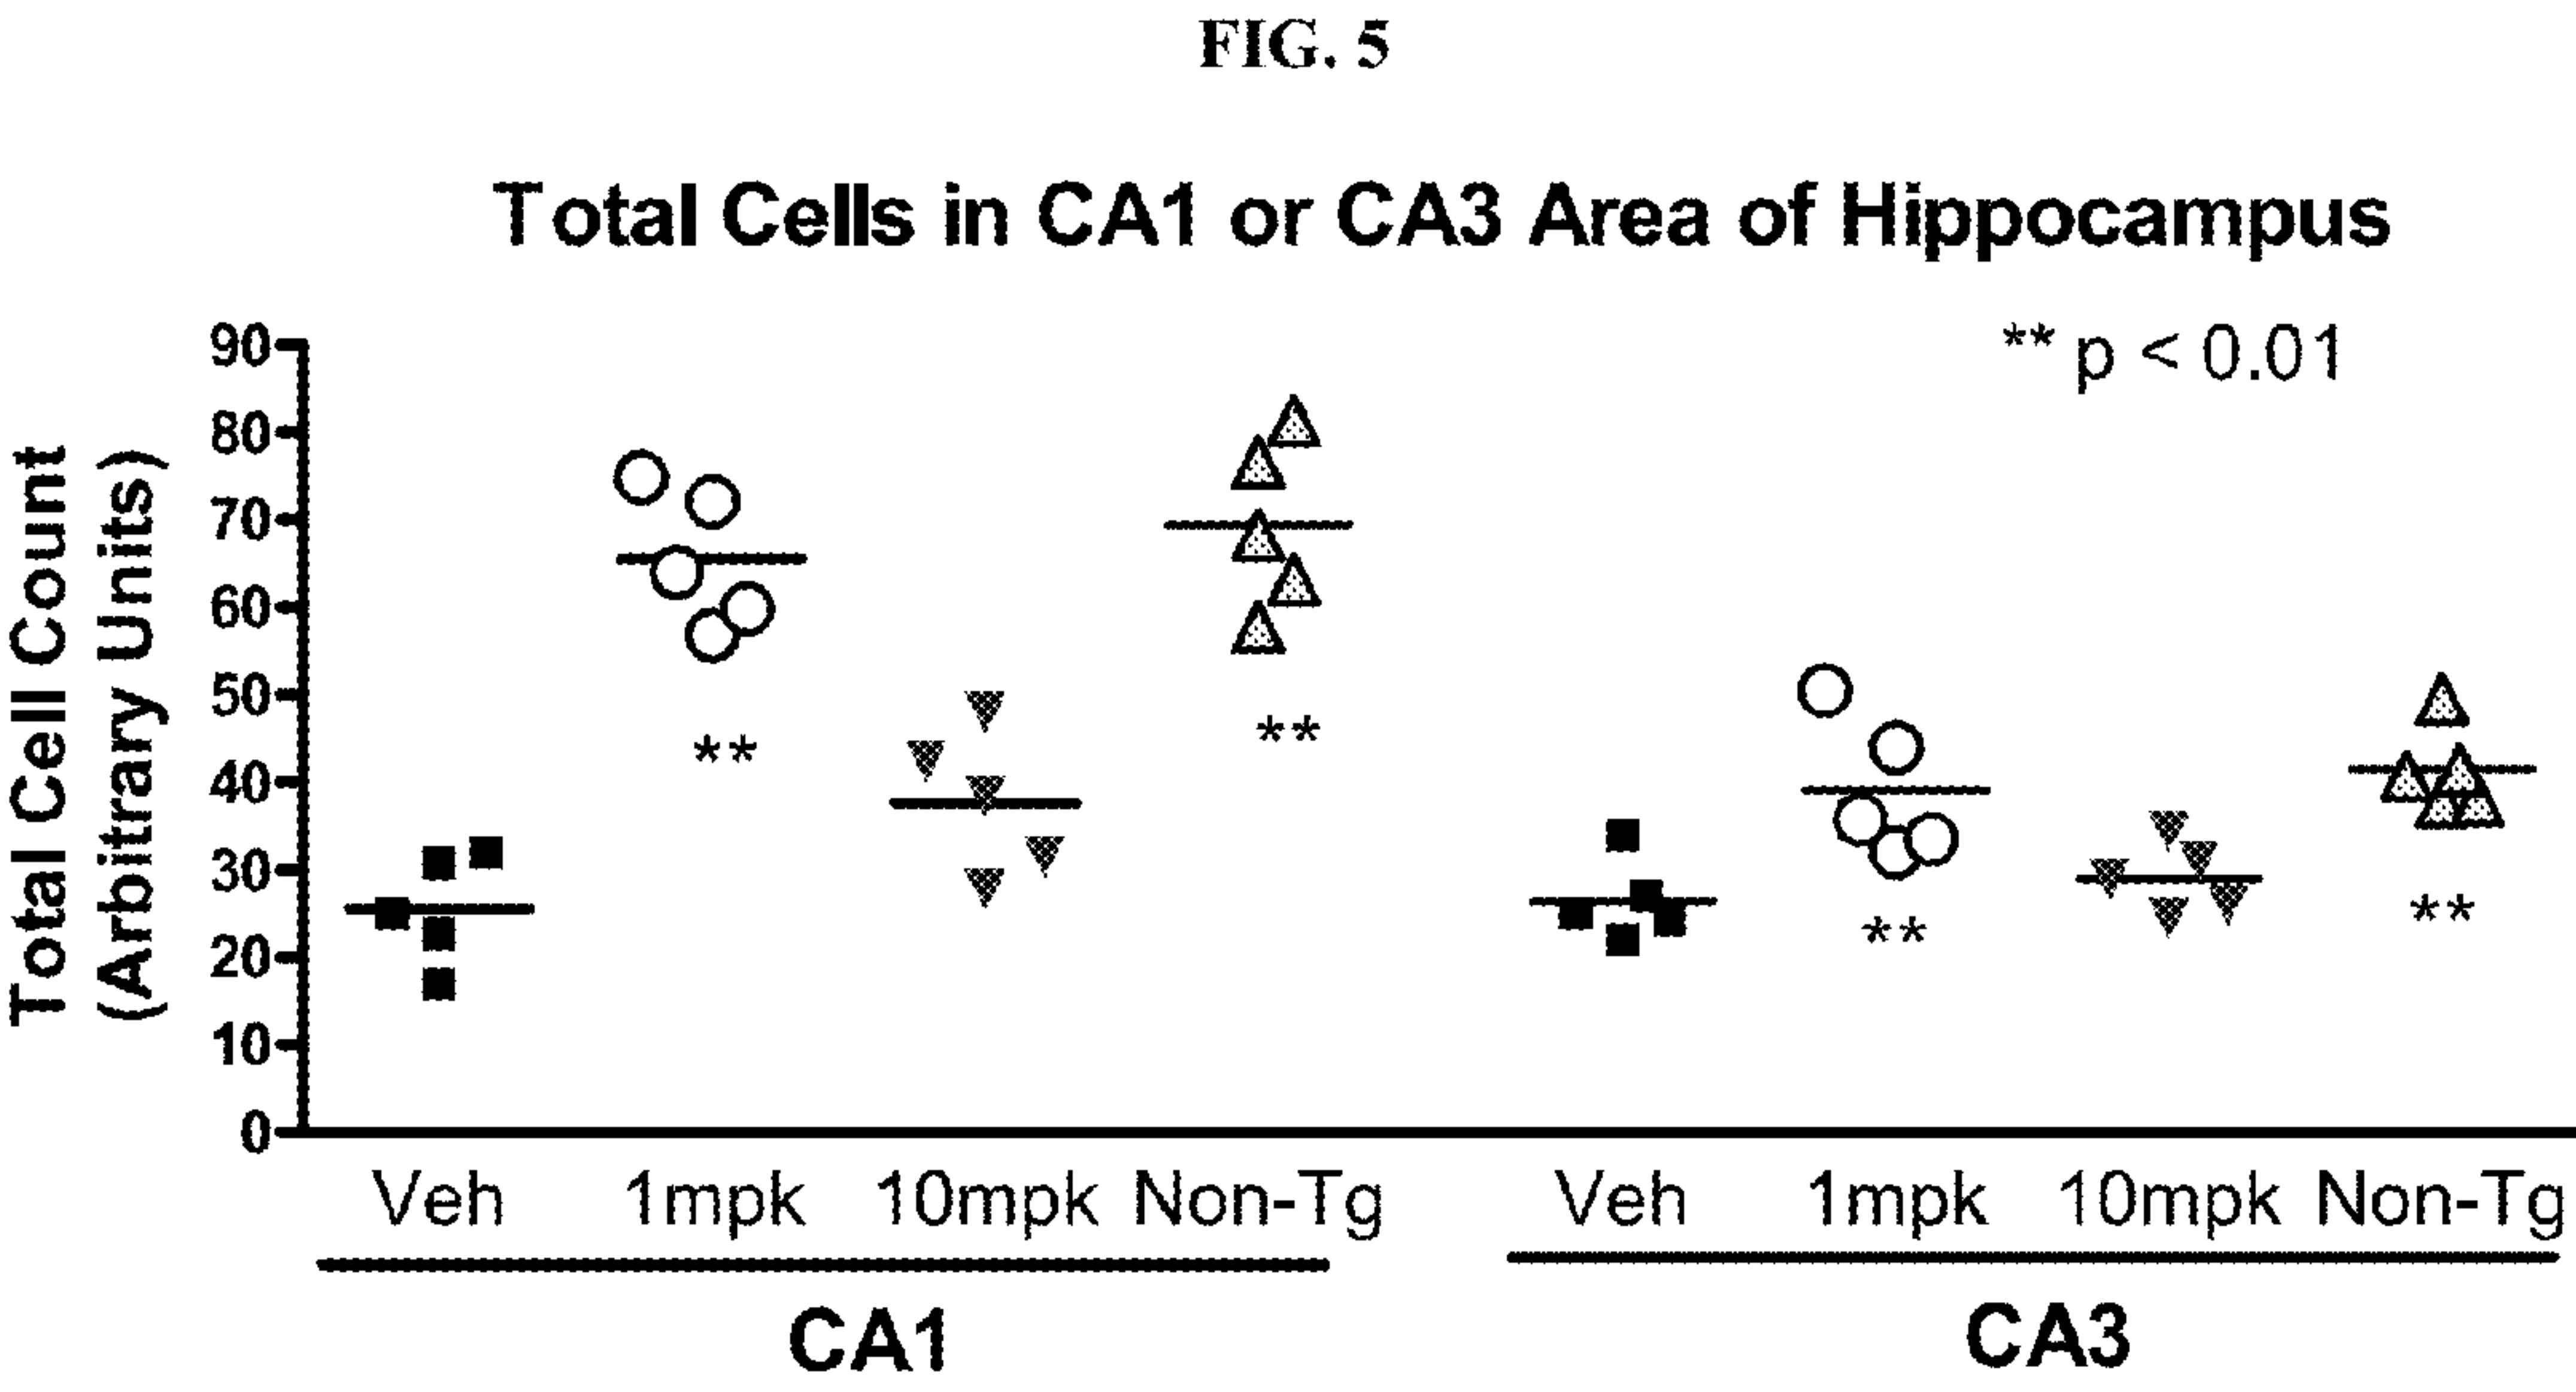 FIG. 5
Total Cells in CA1 or CA3 Area of Hippocampus
** p < 0.01
Total Cell Count
(Arbitrary Units)
90
80
70
60
50
40
30
20
10
0
** ** ** **
Veh 1mpk 10mpk Non-Tg Veh 1mpk 10mpk Non-Tg
CA1 CA3